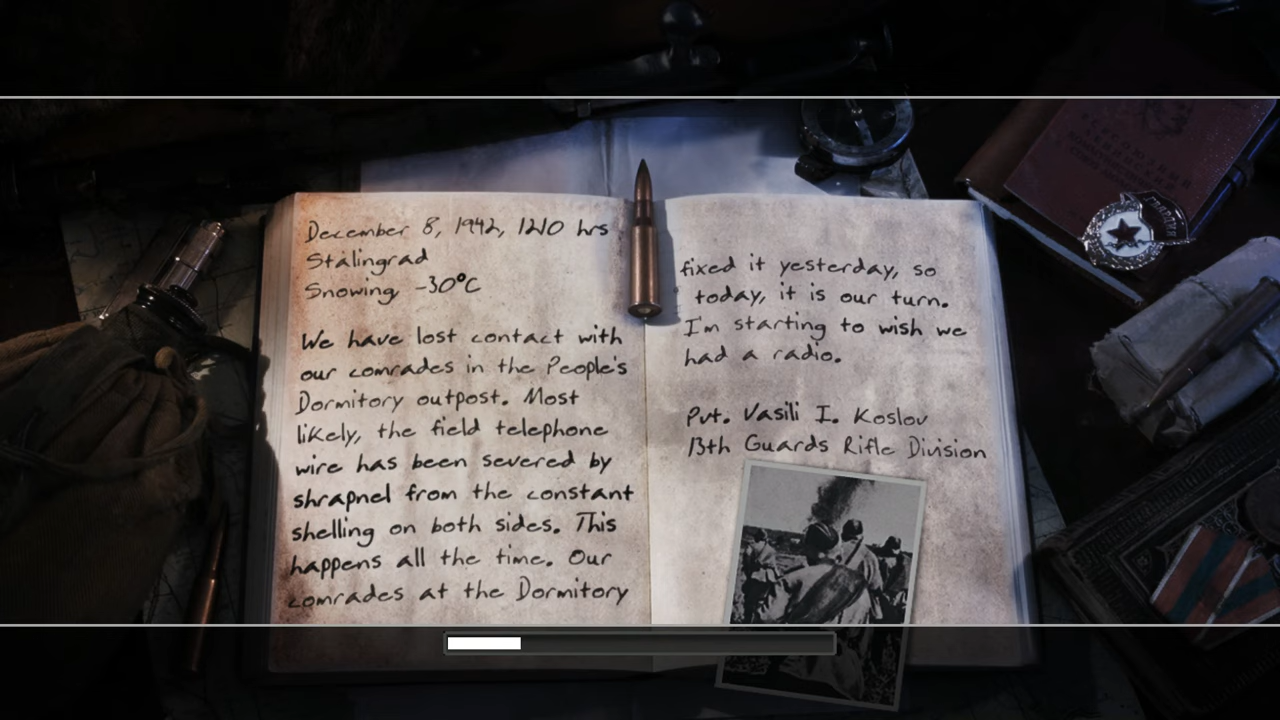 December 8, 1942, 1210 hrs
Stalingrad
Snowing -30°C
We have lost contact with
our comrades in the People's
Dormitory outpost. Most
likely, the field telephone
wire has been severed by
shrapnel from the constant
shelling on both sides. This
happens all the time. Our
comrades at the Dormitory
fixed it yesterday, so
today, it is our turn.
I'm starting to wish we
had a radio.
Pvt. Vasili I. Koslov
13th Guards Rifle Division